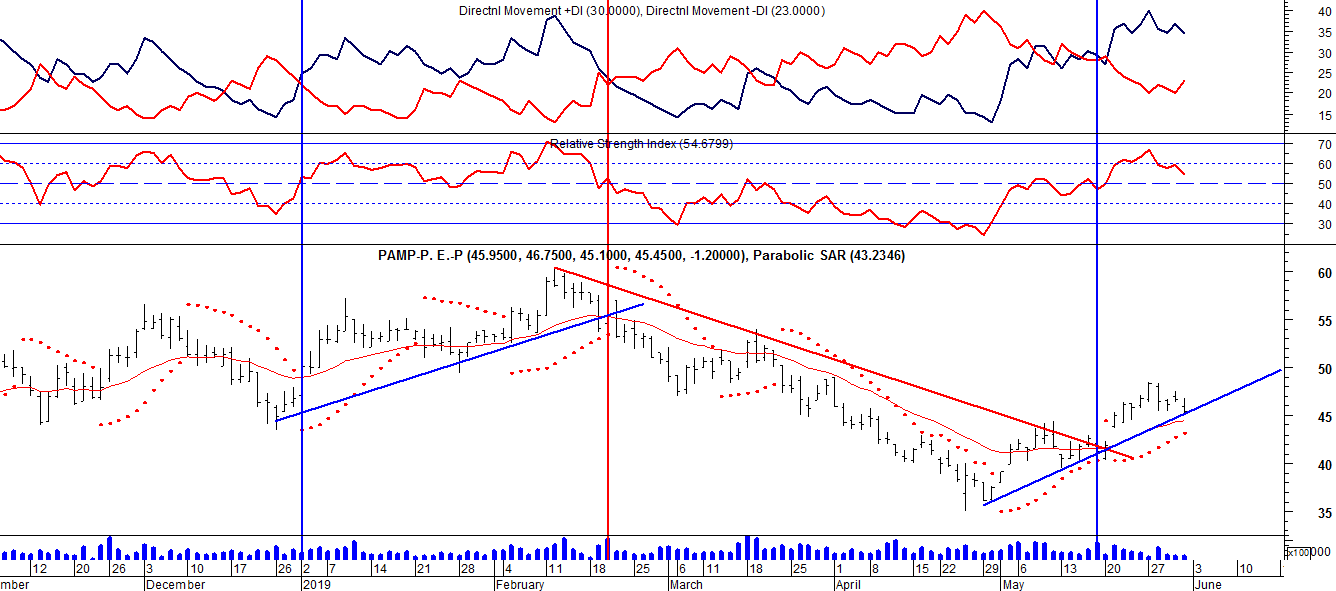 Directnl Movement +DI (30.0000), Directnl Movement -DI (23.0000)
40
35
30
25
20
15
Relative Strength Index (54.6799)
70
60
50
40
30
PAMP-P. E.-P (45.9500, 46.7500, 45.1000, 45.4500, -1.20000), Parabolic SAR (43.2346)
60
55
50
45
40
35
x100 000
12 20 26 3 10 17 26 2 7 14 21 28 4 11 18 25 6 11 18 25 1 8 15 22 29 6 13 20 27 3 10
mber December 2019 February March April May June